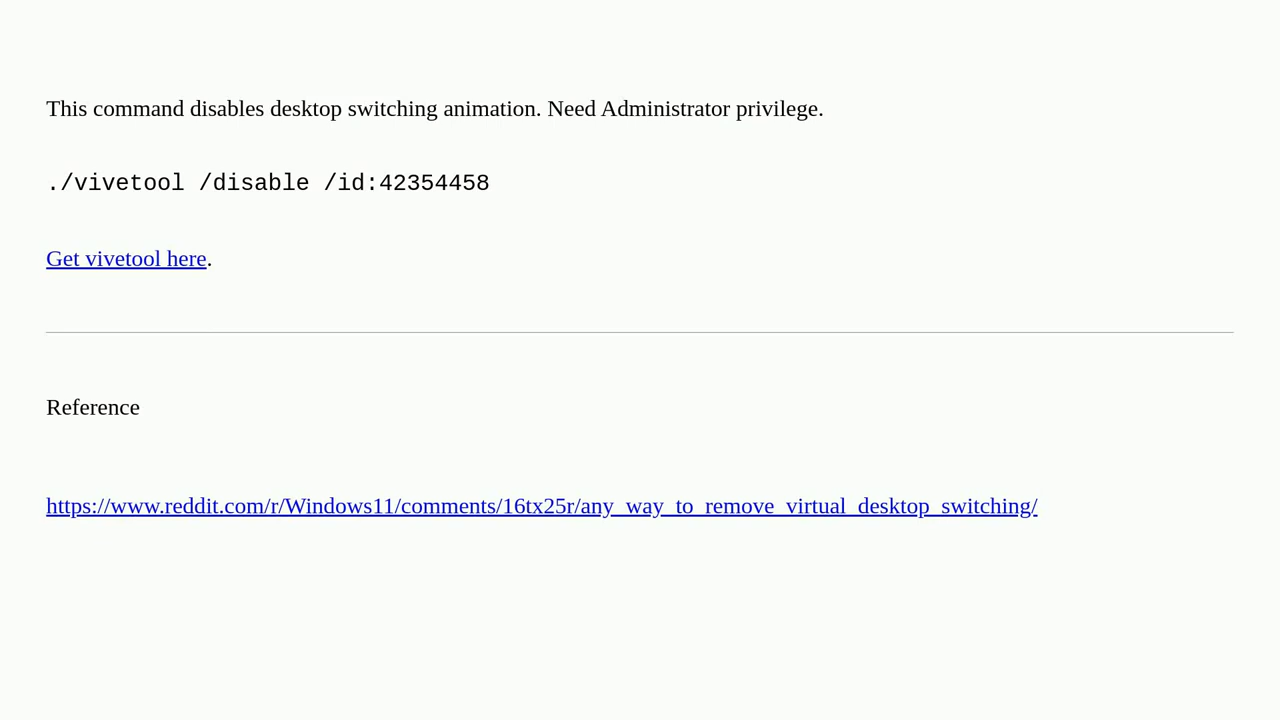 This command disables desktop switching animation. Need Administrator privilege.
./vivetool /disable /id:42354458
Get vivetool here.
Reference
https://www.reddit.com/r/Windows11/comments/16tx25r/any_way_to_remove_virtual_desktop_switching/